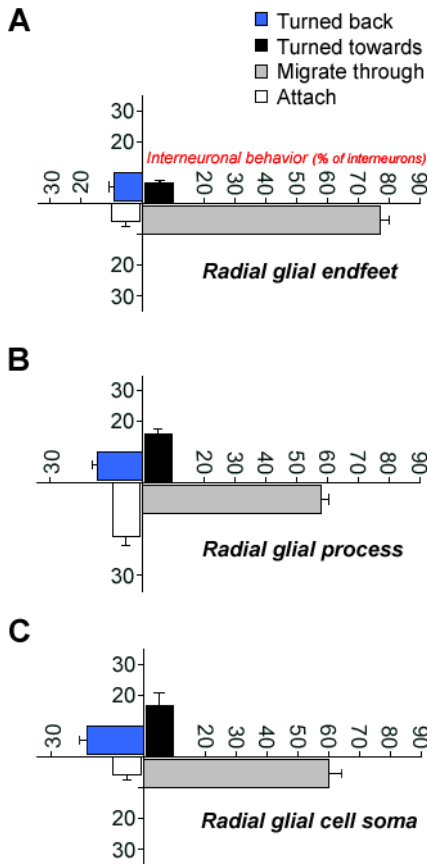 A
Turned back
Turned towards
Migrate through
Attach
30
20
Interneuronal behavior (% of interneurons)
30 20 20 30 40 50 60 70 80 90
20
30
Radial glial endfeet
B
30
20
30 20 30 40 50 60 70 80 90
30
Radial glial process
C
30
20
30 20 30 40 50 60 70 80 90
20
30
Radial glial cell soma